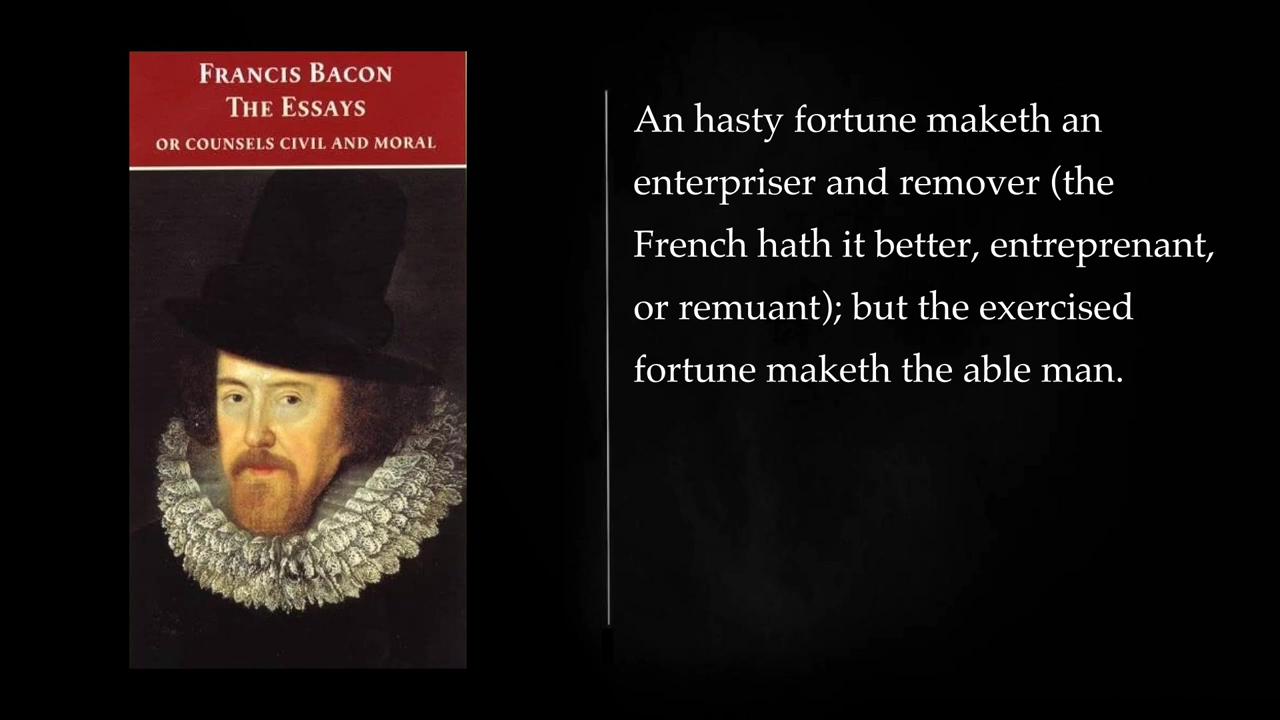 FRANCIS BACON
THE ESSAYS
OR COUNSELS CIVIL AND MORAL
An hasty fortune maketh an
enterpriser and remover (the
French hath it better, entreprenant,
or remuant); but the exercised
fortune maketh the able man.